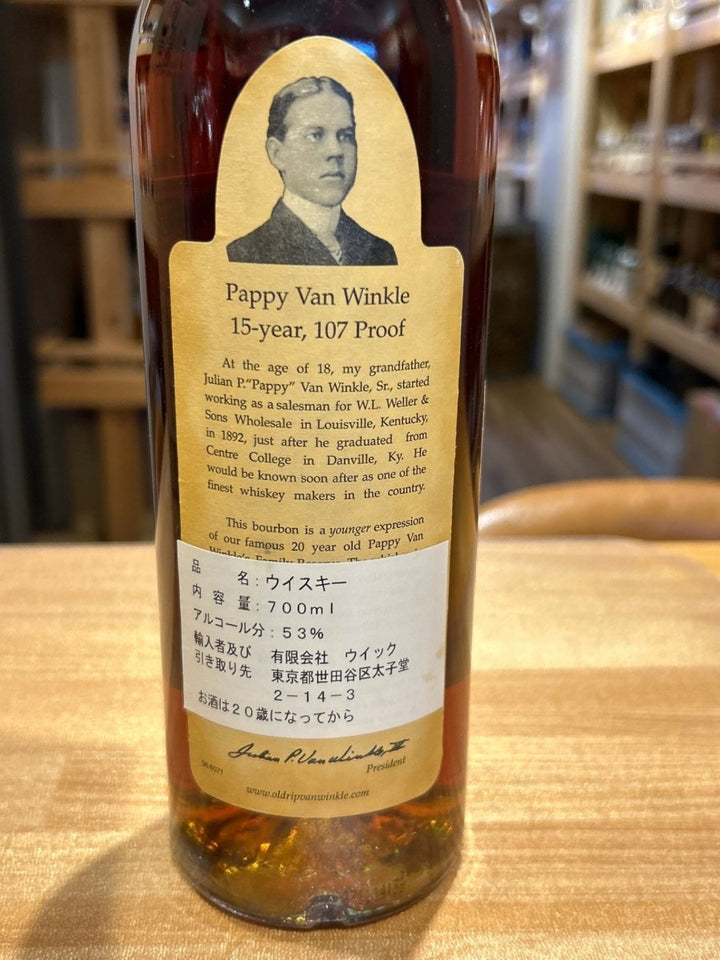 Pappy Van Winkle
15-year, 107 Proof
At the age of 18, my grandfather,
Julian P. "Pappy" Van Winkle, Sr., started
working as a salesman for W.L. Weller &
Sons Wholesale in Louisville, Kentucky,
in 1892, just after he graduated from
Centre College in Danville, Ky. He
would be known soon after as one of the
finest whiskey makers in the country.
This bourbon is a younger expression
of our famous 20 year old Pappy Van
Winkle's Family Reserve.
品名：ウイスキー
内容量：７００ｍｌ
アルコール分：５３％
輸入者及び 有限会社 ウイック
引き取り先 東京都世田谷区太子堂
２－１４－３
お酒は２０歳になってから
Julian P. Van Winkle, III
President
www.oldripvanwinkle.com